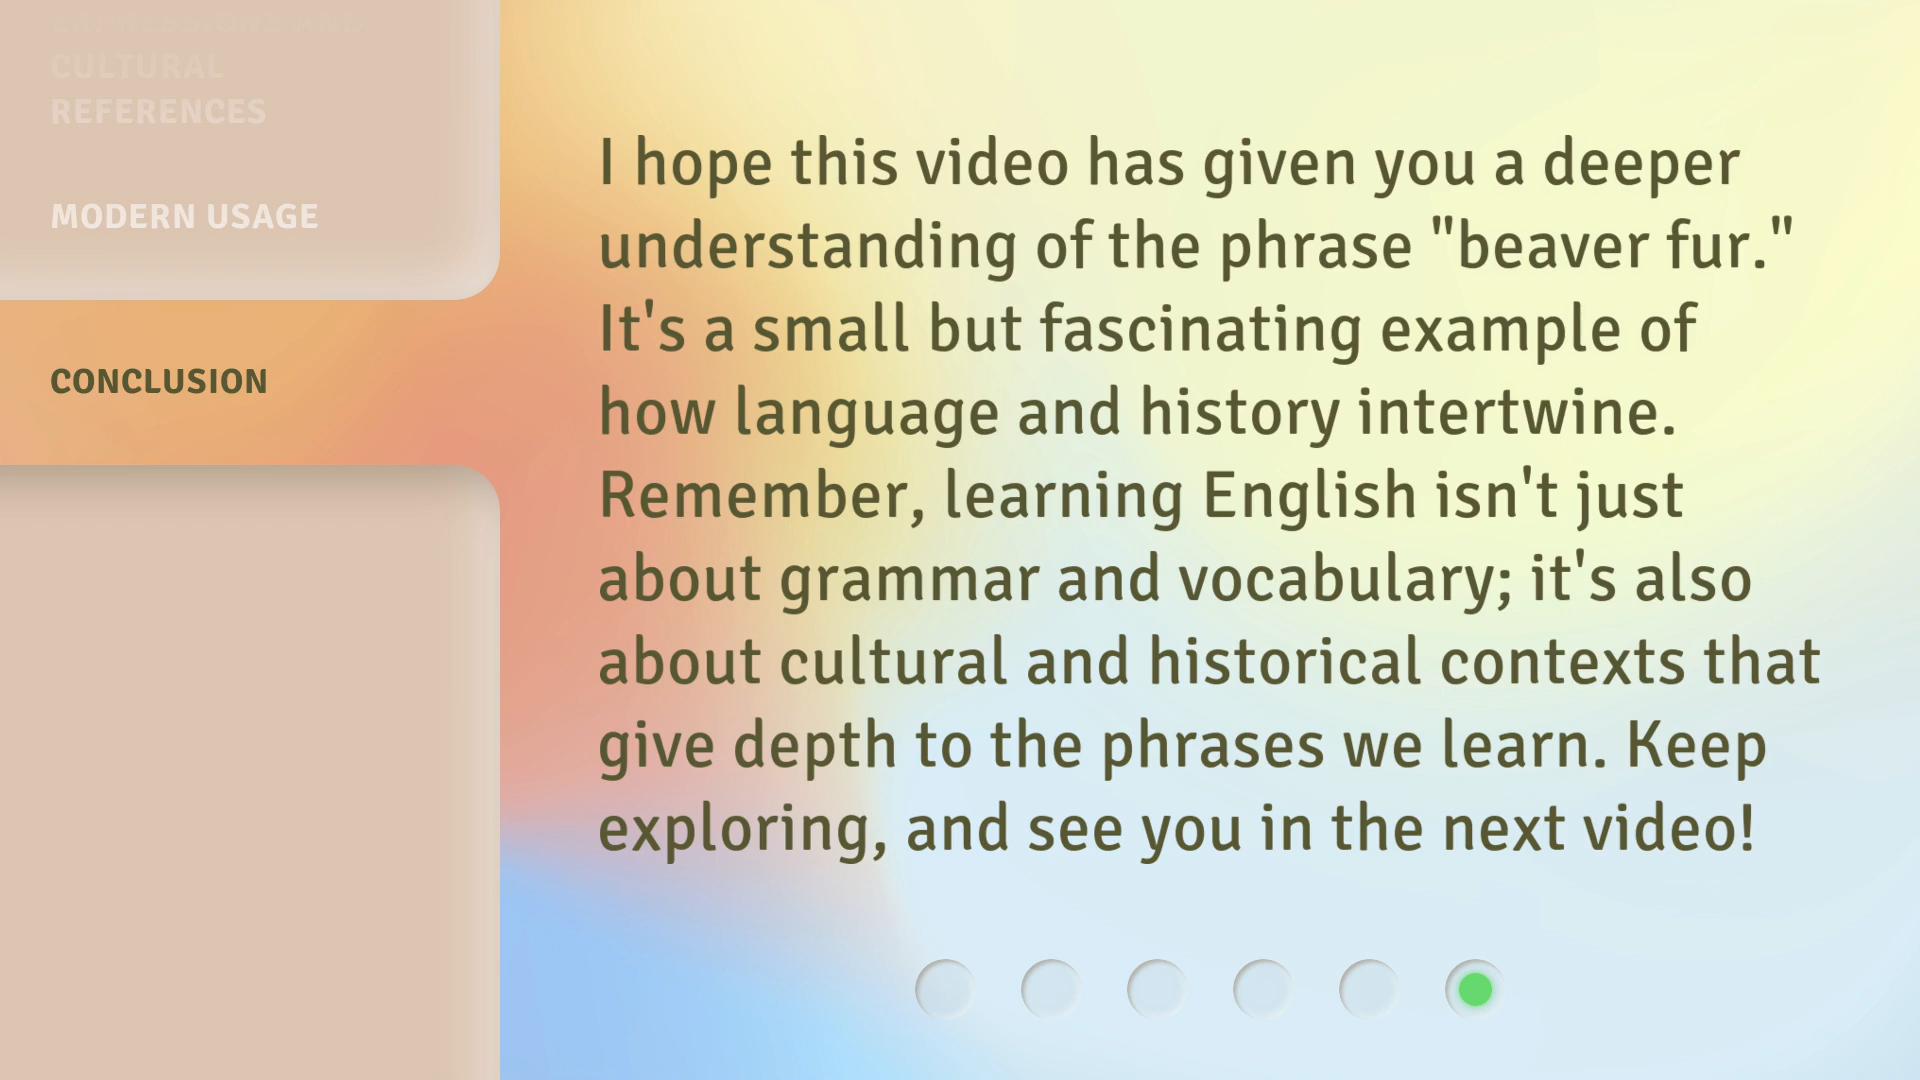 EXPRESSIONS AND
CULTURAL
REFERENCES
MODERN USAGE
CONCLUSION
I hope this video has given you a deeper
understanding of the phrase "beaver fur."
It's a small but fascinating example of
how language and history intertwine.
Remember, learning English isn't just
about grammar and vocabulary; it's also
about cultural and historical contexts that
give depth to the phrases we learn. Keep
exploring, and see you in the next video!